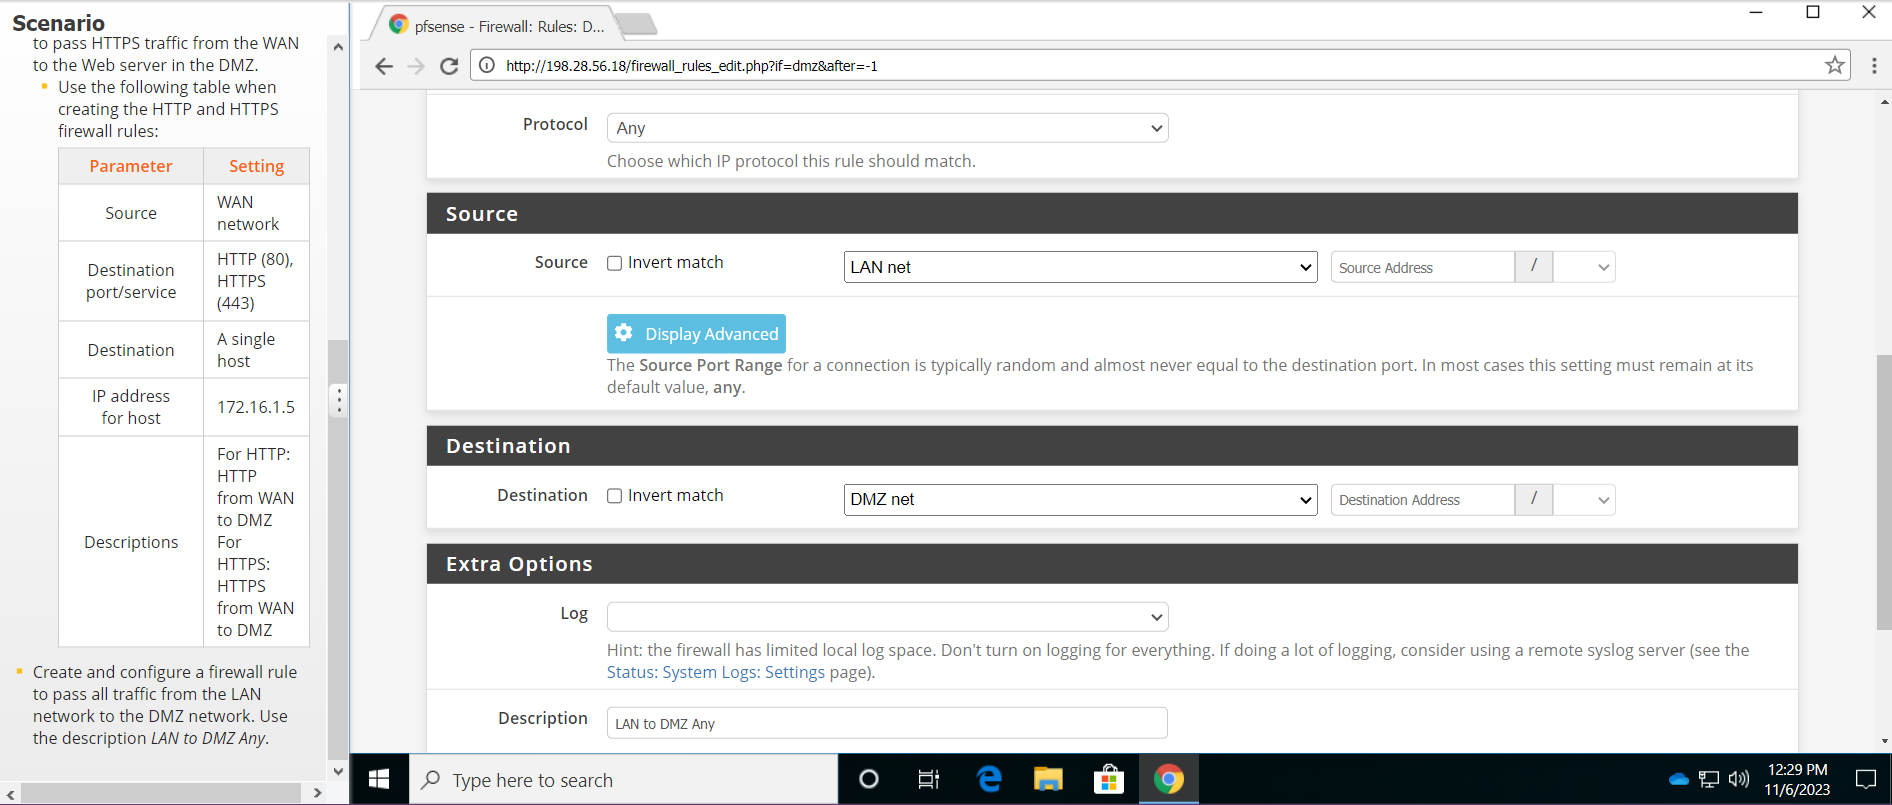 Scenario
to pass HTTPS traffic from the WAN
to the Web server in the DMZ.
Use the following table when
creating the HTTP and HTTPS
firewall rules:
Parameter Setting
Source WAN
network
Destination
port/service HTTP (80),
HTTPS
(443)
Destination A single
host
IP address
for host 172.16.1.5
Descriptions For HTTP:
HTTP
from WAN
to DMZ
For
HTTPS:
HTTPS
from WAN
to DMZ
Create and configure a firewall rule
to pass all traffic from the LAN
network to the DMZ network. Use
the description LAN to DMZ Any.
pfsense - Firewall: Rules: D...
http://198.28.56.18/firewall_rules_edit.php?if=dmz&after=-1
Protocol Any
Choose which IP protocol this rule should match.
Source
Source Invert match LAN net Source Address /
Display Advanced
The Source Port Range for a connection is typically random and almost never equal to the destination port. In most cases this setting must remain at its
default value, any.
Destination
Destination Invert match DMZ net Destination Address /
Extra Options
Log
Hint: the firewall has limited local log space. Don't turn on logging for everything. If doing a lot of logging, consider using a remote syslog server (see the
Status: System Logs: Settings page).
Description LAN to DMZ Any
Type here to search
12:29 PM
11/6/2023